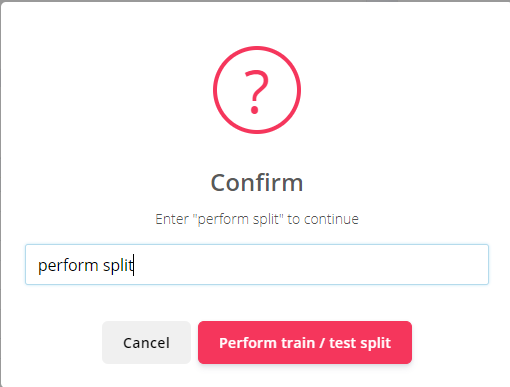 ?
Confirm
Enter "perform split" to continue
perform split
Cancel
Perform train / test split